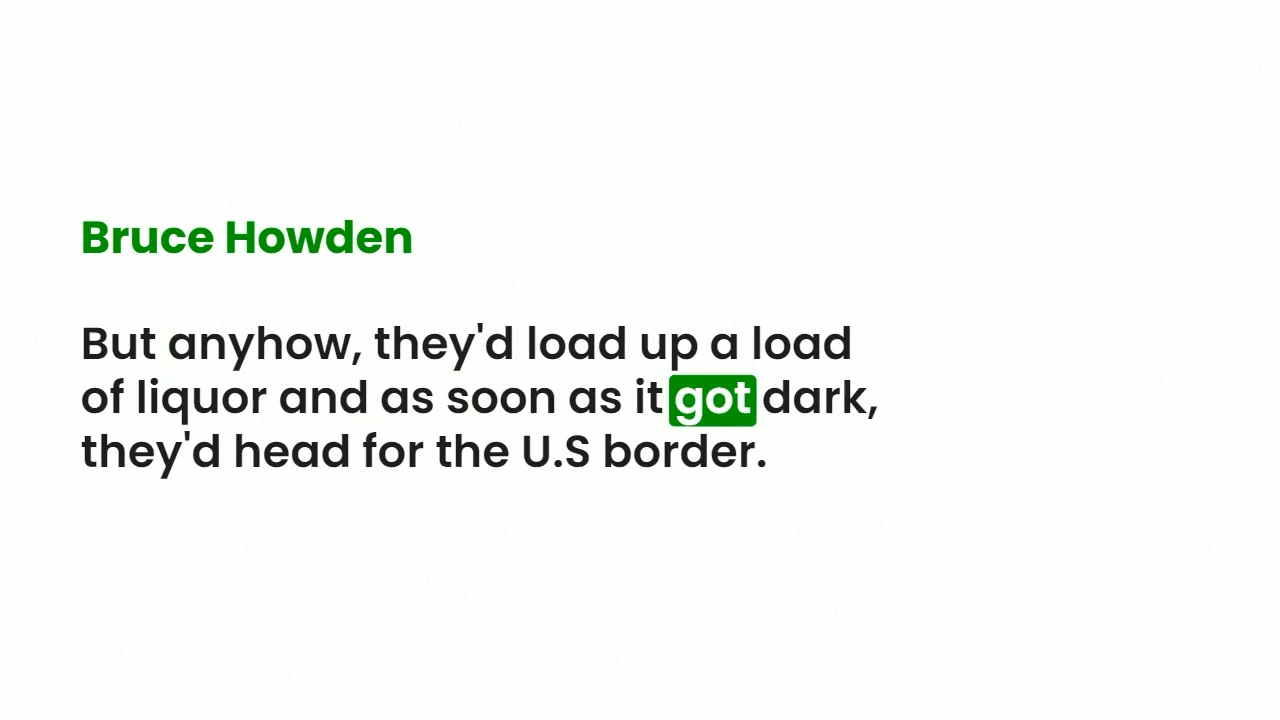 Bruce Howden
But anyhow, they'd load up a load
of liquor and as soon as it got dark,
they'd head for the U.S border.